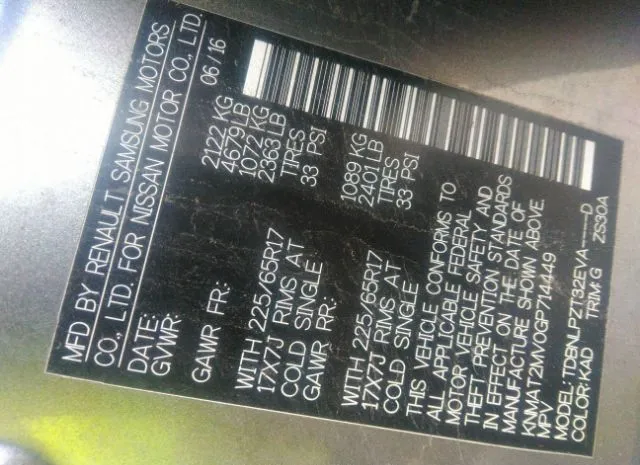 MFD BY RENAULT SAMSUNG MOTORS
CO., LTD. FOR NISSAN MOTOR CO., LTD.
DATE: 06/16
GVWR: 2122 KG
4679 LB
GAWR FR: 1072 KG
2363 LB
WITH 225/65R17 TIRES
17X7J RIMS AT 33 PSI
COLD SINGLE
GAWR RR: 1089 KG
2401 LB
WITH 225/65R17 TIRES
17X7J RIMS AT 33 PSI
COLD SINGLE
THIS VEHICLE CONFORMS TO
ALL APPLICABLE FEDERAL
MOTOR VEHICLE SAFETY AND
THEFT PREVENTION STANDARDS
IN EFFECT ON THE DATE OF
MANUFACTURE SHOWN ABOVE.
KNMAT2MV0GP714449
MPV
MODEL: TDBNLPZT32EYA----D
COLOR: KAD TRIM: G ZS30A